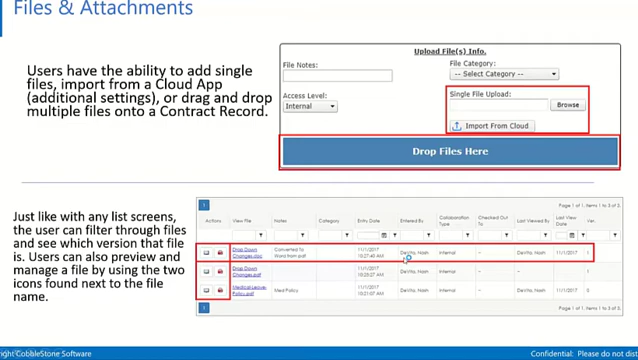 Files & Attachments
Users have the ability to add single
files, import from a Cloud App
(additional settings), or drag and drop
multiple files onto a Contract Record.
Upload File(s) Info.
File Notes:
File Category:
-- Select Category --
Access Level:
Internal
Single File Upload:
Browse
Import From Cloud
Drop Files Here
Just like with any list screens,
the user can filter through files
and see which version that file
is. Users can also preview and
manage a file by using the two
icons found next to the file
name.
1
Page 1 of 1, items 1 to 3 of 3.
Actions View File Notes Category Entry Date Entered By Collaboration Type Checked Out To Last Viewed By Last View Date Ver.
Drop Down Changes.doc Converted To Word from pdf 11/1/2017 10:27:40 AM DeVito, Noah Internal -- DeVito, Noah 11/1/2017 1
Drop Down Changes.pdf 11/1/2017 DeVito, Noah Internal -- 1
Medical Leave Policy.pdf Med Policy 11/1/2017 DeVito, Noah Internal -- DeVito, Noah 11/1/2017
1
Page 1 of 1, items 1 to 3 of 3.
right CobbleStone Software
Confidential: Please do not dist